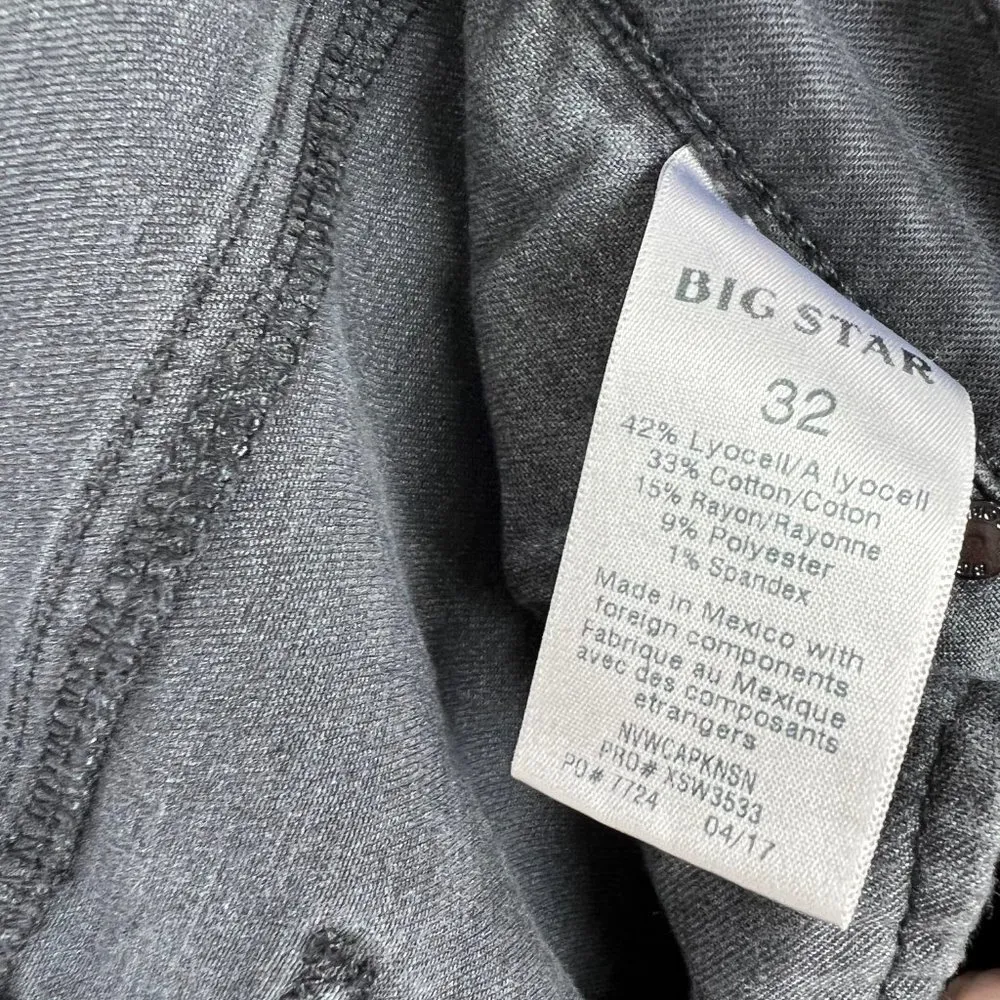 BIG STAR
32
42% Lyocell/A lyocell
33% Cotton/Coton
15% Rayon/Rayonne
9% Polyester
1% Spandex
Made in Mexico with
foreign components
Fabrique au Mexique
avec des composants
etrangers
NVWCAPKNSN
PRO# XSW3533
PO# 7724
04/17